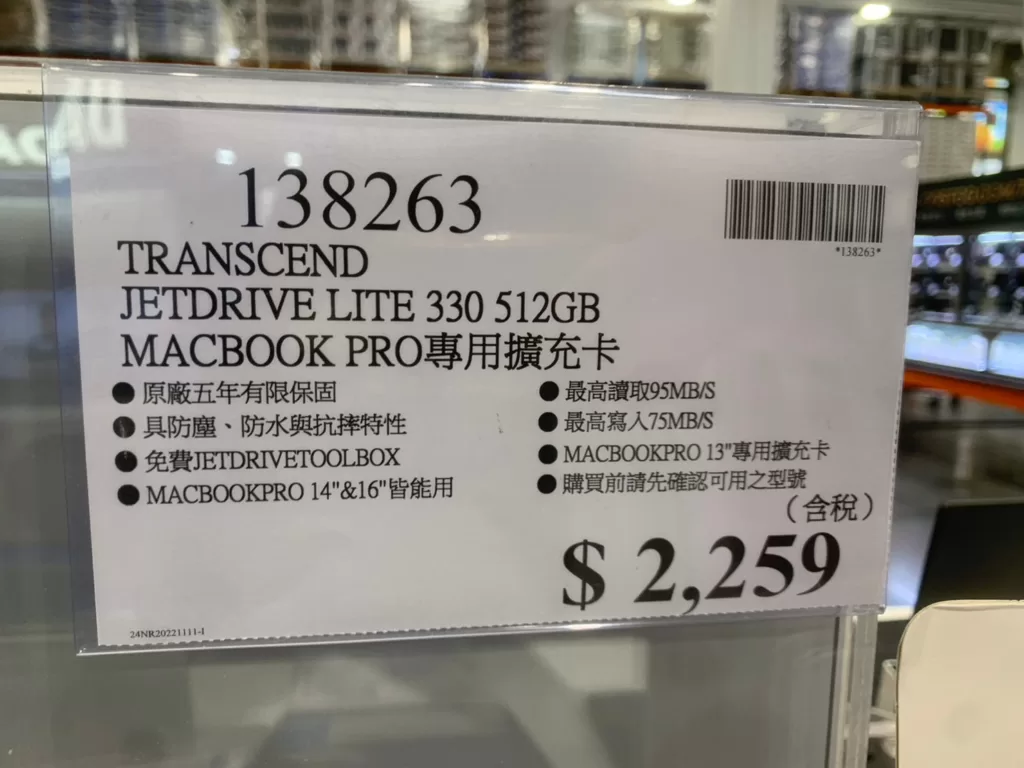 138263
*138263*
TRANSCEND
JETDRIVE LITE 330 512GB
MACBOOK PRO專用擴充卡
● 原廠五年有限保固
● 具防塵、防水與抗摔特性
● 免費JETDRIVETOOLBOX
● MACBOOKPRO 14"&16"皆能用
● 最高讀取95MB/S
● 最高寫入75MB/S
● MACBOOKPRO 13"專用擴充卡
● 購買前請先確認可用之型號
（含稅）
$ 2,259
24NR20221111-I